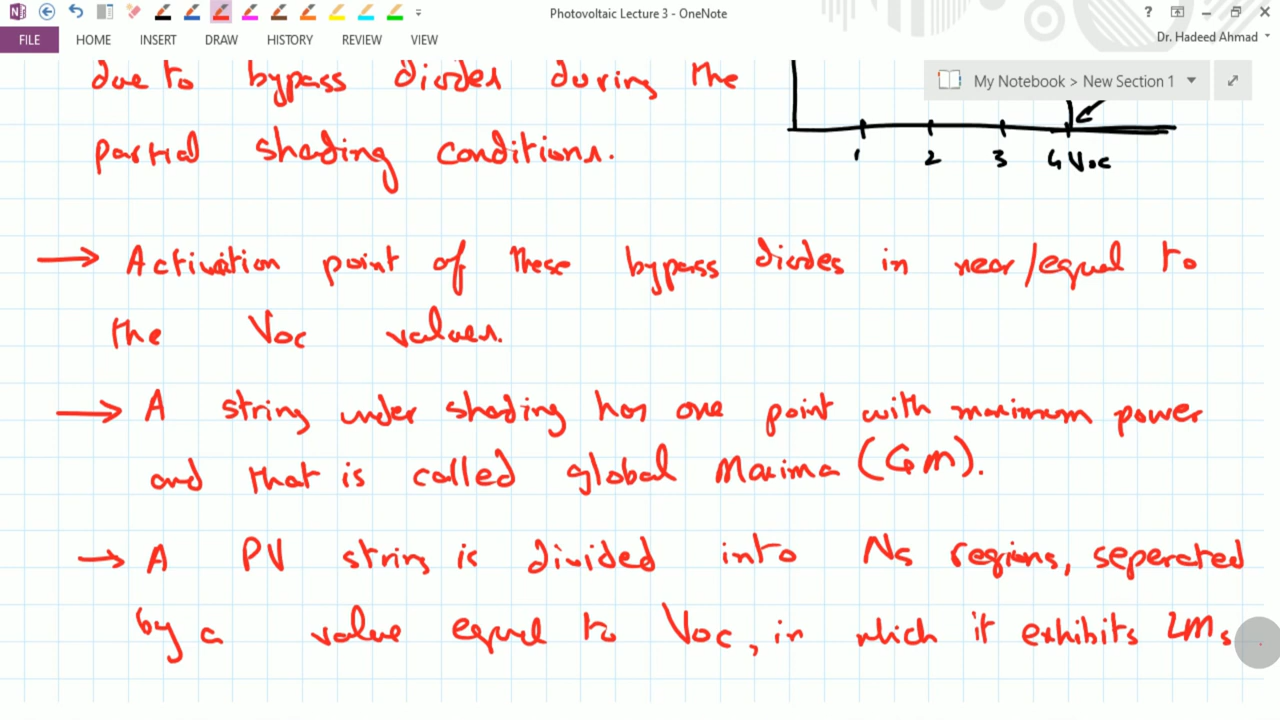 Photovoltaic Lecture 3 - OneNote
?
Dr. Hadeed Ahmad
FILE HOME INSERT DRAW HISTORY REVIEW VIEW
My Notebook > New Section 1
due to bypass diodes during the
partial shading conditions.
1 2 3 4 Voc
→ Activation point of these bypass diodes in near/equal to
the Voc values.
→ A string under shading has one point with maximum power
and that is called global Maxima (GM).
→ A PV string is divided into Ns regions, seperated
by a value equal to Voc, in which it exhibits LMs